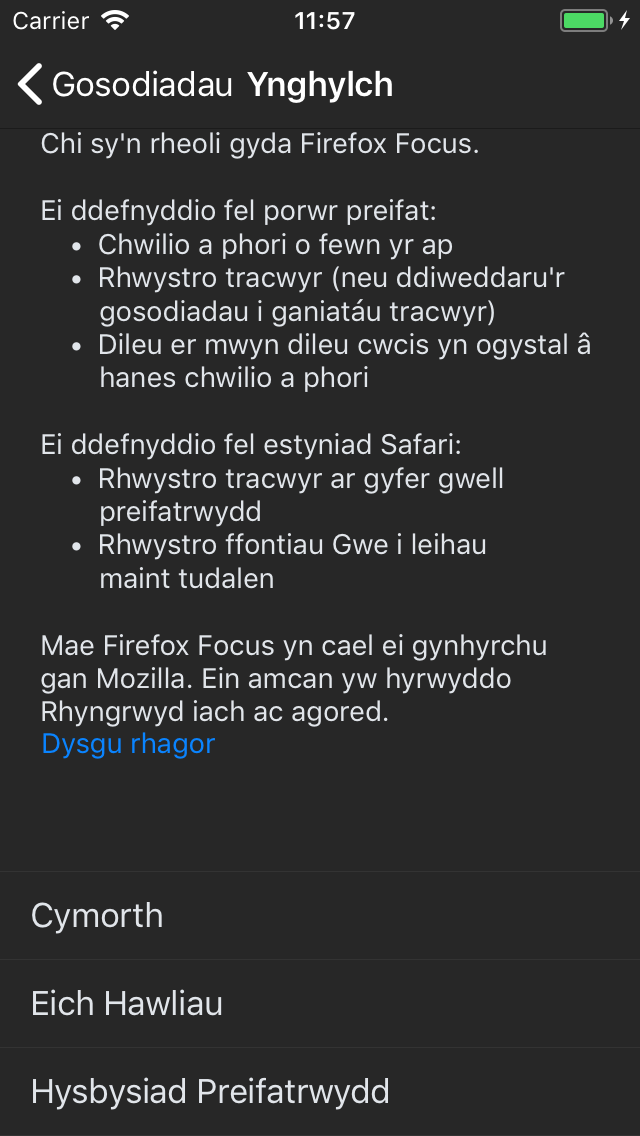 Carrier 11:57
Gosodiadau Ynghylch
Chi sy'n rheoli gyda Firefox Focus.
Ei ddefnyddio fel porwr preifat:
• Chwilio a phori o fewn yr ap
• Rhwystro tracwyr (neu ddiweddaru'r
gosodiadau i ganiatáu tracwyr)
• Dileu er mwyn dileu cwcis yn ogystal â
hanes chwilio a phori
Ei ddefnyddio fel estyniad Safari:
• Rhwystro tracwyr ar gyfer gwell
preifatrwydd
• Rhwystro ffontiau Gwe i leihau
maint tudalen
Mae Firefox Focus yn cael ei gynhyrchu
gan Mozilla. Ein amcan yw hyrwyddo
Rhyngrwyd iach ac agored.
Dysgu rhagor
Cymorth
Eich Hawliau
Hysbysiad Preifatrwydd